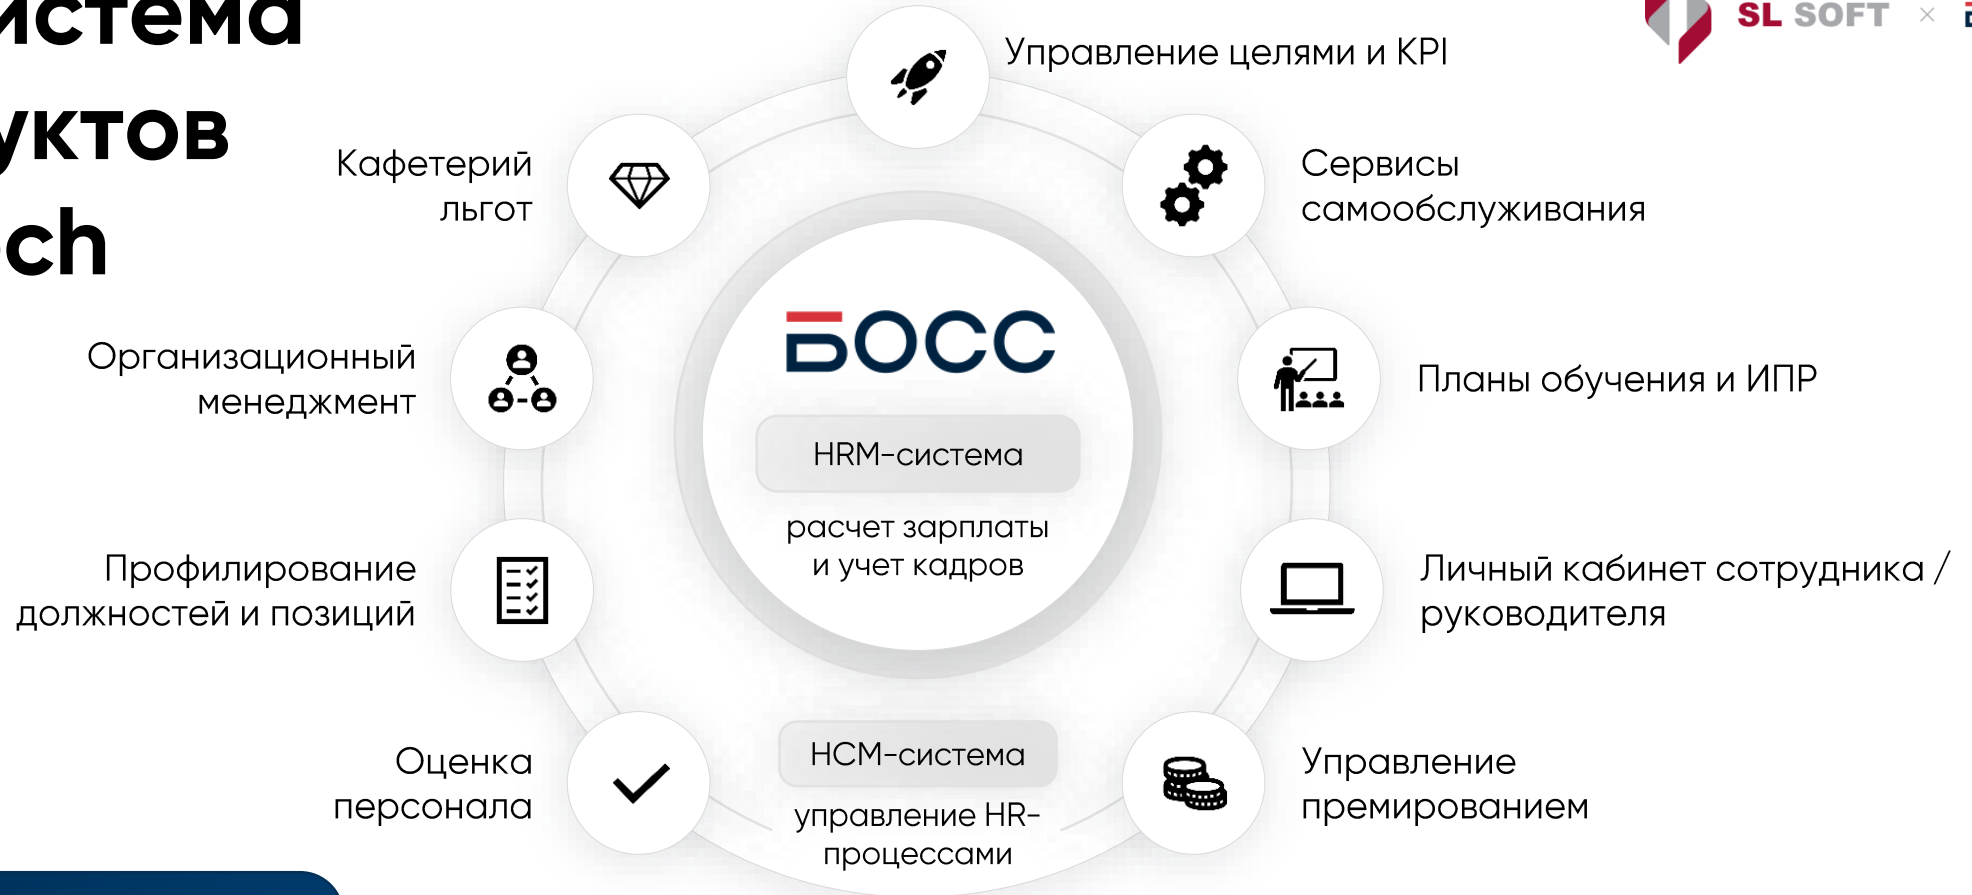 истема
уктов
ch
SL SOFT ×
Управление целями и KPI
Кафетерий
льгот
Сервисы
самообслуживания
Организационный
менеджмент
БОСС
Планы обучения и ИПР
HRM-система
расчет зарплаты
и учет кадров
Профилирование
должностей и позиций
Личный кабинет сотрудника /
руководителя
Оценка
персонала
HCM-система
управление HR-
процессами
Управление
премированием